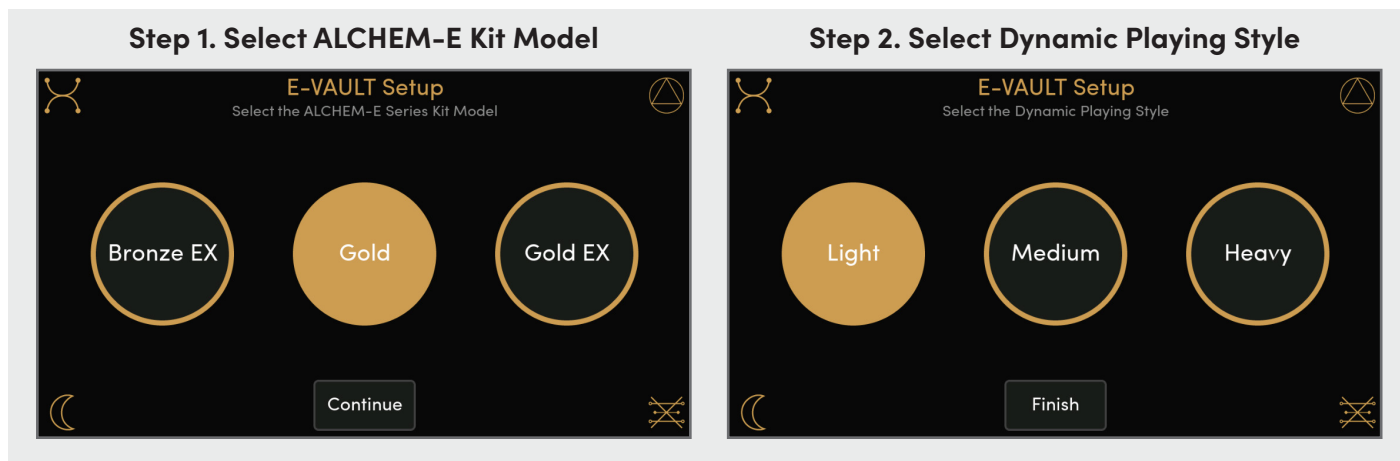 Step 1. Select ALCHEM-E Kit Model
E-VAULT Setup
Select the ALCHEM-E Series Kit Model
Bronze EX
Gold
Gold EX
Continue
Step 2. Select Dynamic Playing Style
E-VAULT Setup
Select the Dynamic Playing Style
Light
Medium
Heavy
Finish